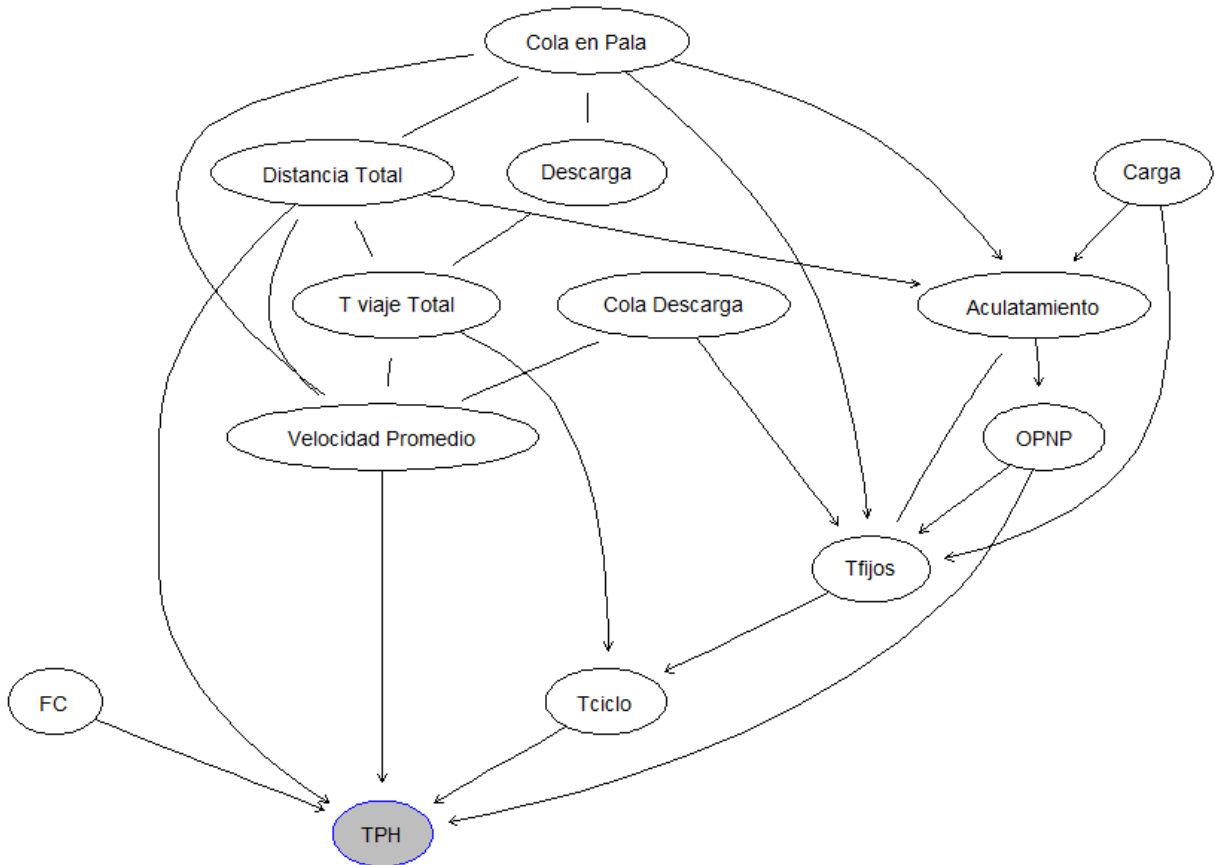 Cola en Pala
Distancia Total
Descarga
Carga
T viaje Total
Cola Descarga
Aculatamiento
Velocidad Promedio
OPNP
Tfijos
FC
Tciclo
TPH